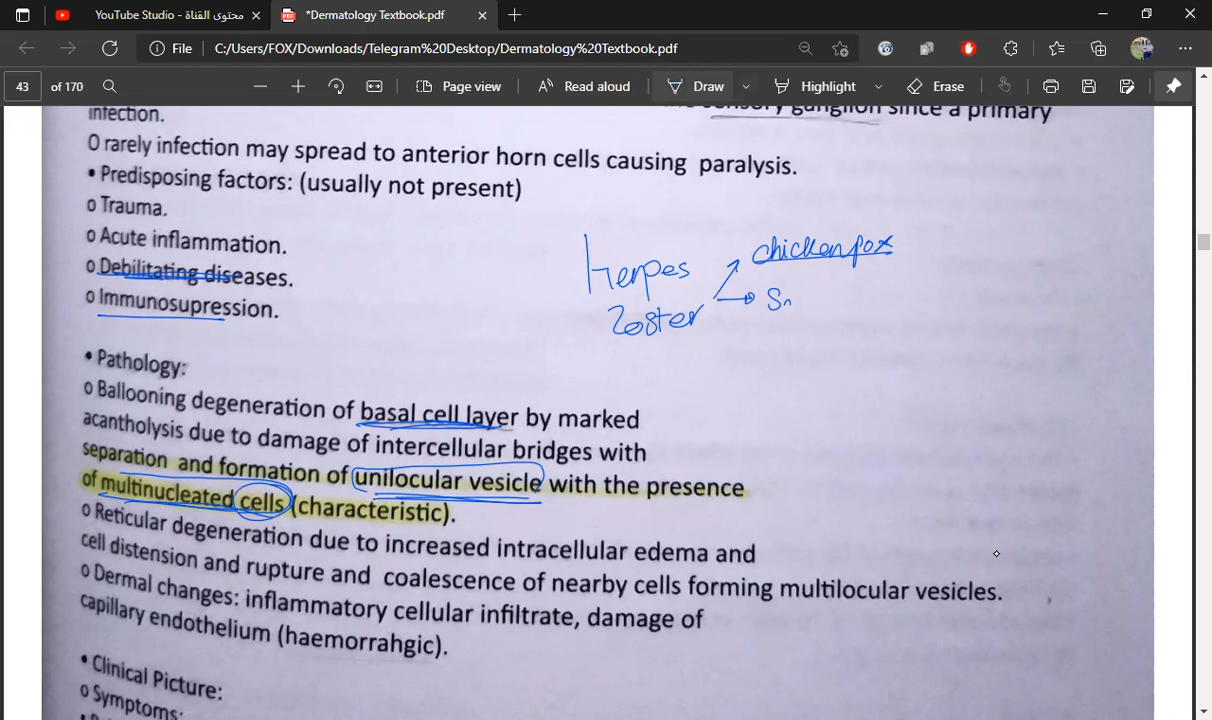 YouTube Studio - محتوى القناة
*Dermatology Textbook.pdf
File C:/Users/FOX/Downloads/Telegram%20Desktop/Dermatology%20Textbook.pdf
43 of 170 Page view Read aloud Draw Highlight Erase
infection.
the sensory ganglion since a primary
O rarely infection may spread to anterior horn cells causing paralysis.
• Predisposing factors: (usually not present)
o Trauma.
o Acute inflammation.
o Debilitating diseases.
o Immunosupression.
Herpes
Zoster
chickenpox
• Pathology:
o Ballooning degeneration of basal cell layer by marked
acantholysis due to damage of intercellular bridges with
separation and formation of unilocular vesicle with the presence
of multinucleated cells (characteristic).
o Reticular degeneration due to increased intracellular edema and
cell distension and rupture and coalescence of nearby cells forming multilocular vesicles.
o Dermal changes: inflammatory cellular infiltrate, damage of
capillary endothelium (haemorrahgic).
• Clinical Picture:
o Symptoms: